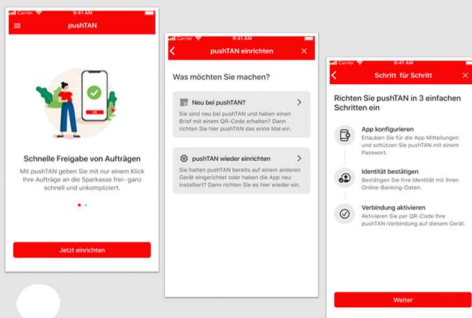 Carrier
9:41 AM
pushTAN
Schnelle Freigabe von Aufträgen
Mit pushTAN geben Sie mit nur einem Klick
Ihre Aufträge an die Sparkasse frei- ganz
schnell und unkompliziert.
Jetzt einrichten
Carrier
9:41 AM
pushTAN einrichten
Was möchten Sie machen?
Neu bei pushTAN?
Sie sind neu bei pushTAN und haben einen
Brief mit einem QR-Code erhalten? Dann
richten Sie hier pushTAN das erste Mal ein.
pushTAN wieder einrichten
Sie hatten pushTAN bereits auf einem anderen
Gerät eingerichtet oder haben die App neu
installiert? Dann richten Sie es hier wieder ein.
Carrier
9:41 AM
Schritt für Schritt
Richten Sie pushTAN in 3 einfachen
Schritten ein
App konfigurieren
Erlauben Sie für die App Mitteilungen
und schützen Sie pushTAN mit einem
Passwort.
Identität bestätigen
Bestätigen Sie Ihre Identität mit Ihren
Online-Banking-Daten.
Verbindung aktivieren
Aktivieren Sie per QR-Code Ihre
pushTAN-Verbindung auf diesem Gerät.
Weiter